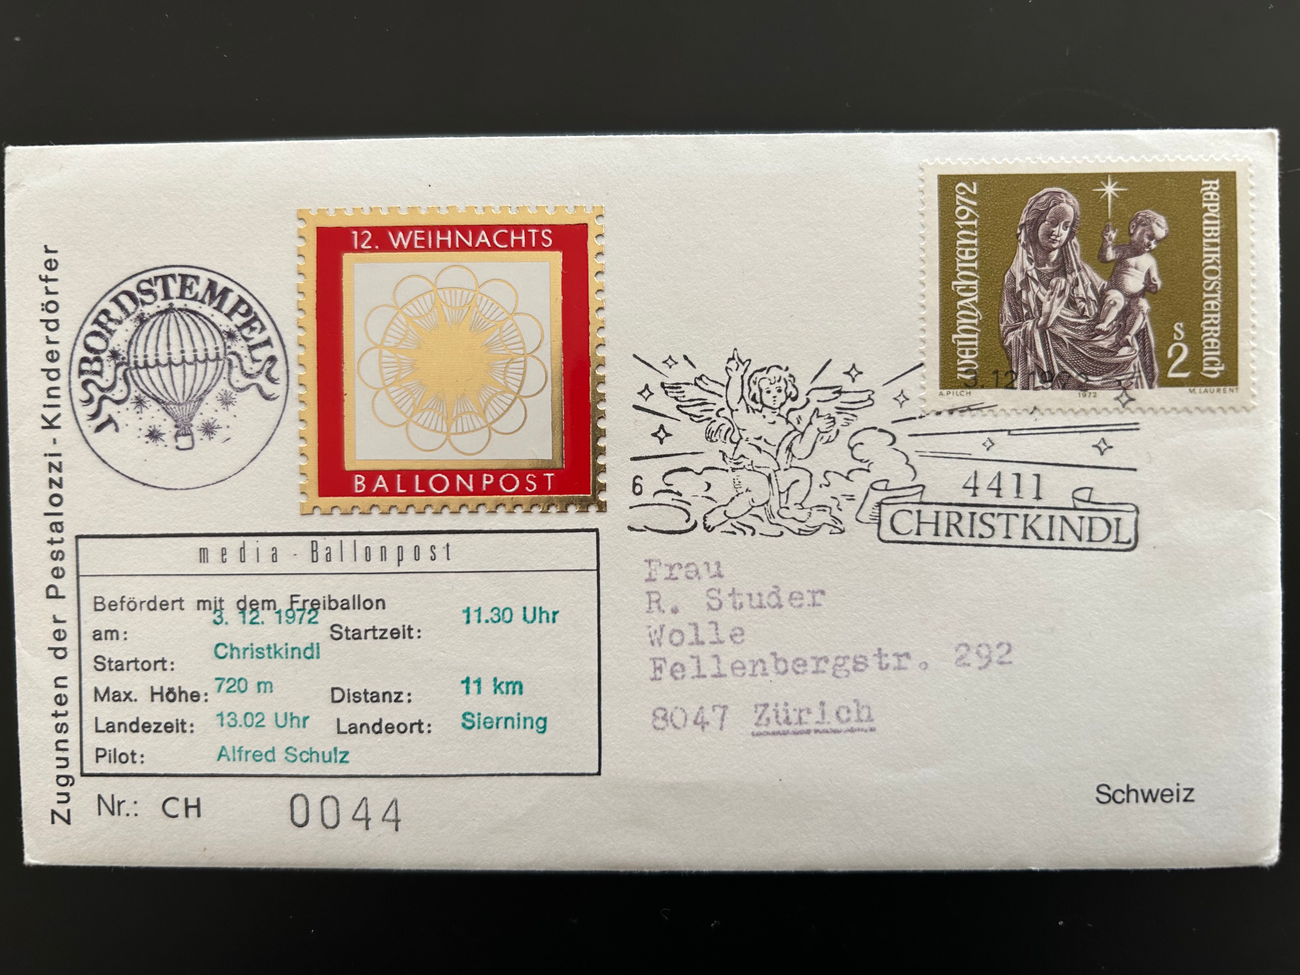 Zugunsten der Pestalozzi-Kinderdörfer
BORDSTEMPEL
12. WEIHNACHTS
BALLONPOST
Weihnachten 1972
REPUBLIK ÖSTERREICH
S
2
A.PILCH
1972
M.LAURENT
3.12.1972
6
4411
CHRISTKINDL
media-Ballonpost
Befördert mit dem Freiballon
am: 3. 12. 1972 Startzeit: 11.30 Uhr
Startort: Christkindl
Max. Höhe: 720 m Distanz: 11 km
Landezeit: 13.02 Uhr Landeort: Sierning
Pilot: Alfred Schulz
Nr.: CH 0044
Frau
R. Studer
Wolle
Fellenbergstr. 292
8047 Zürich
Schweiz